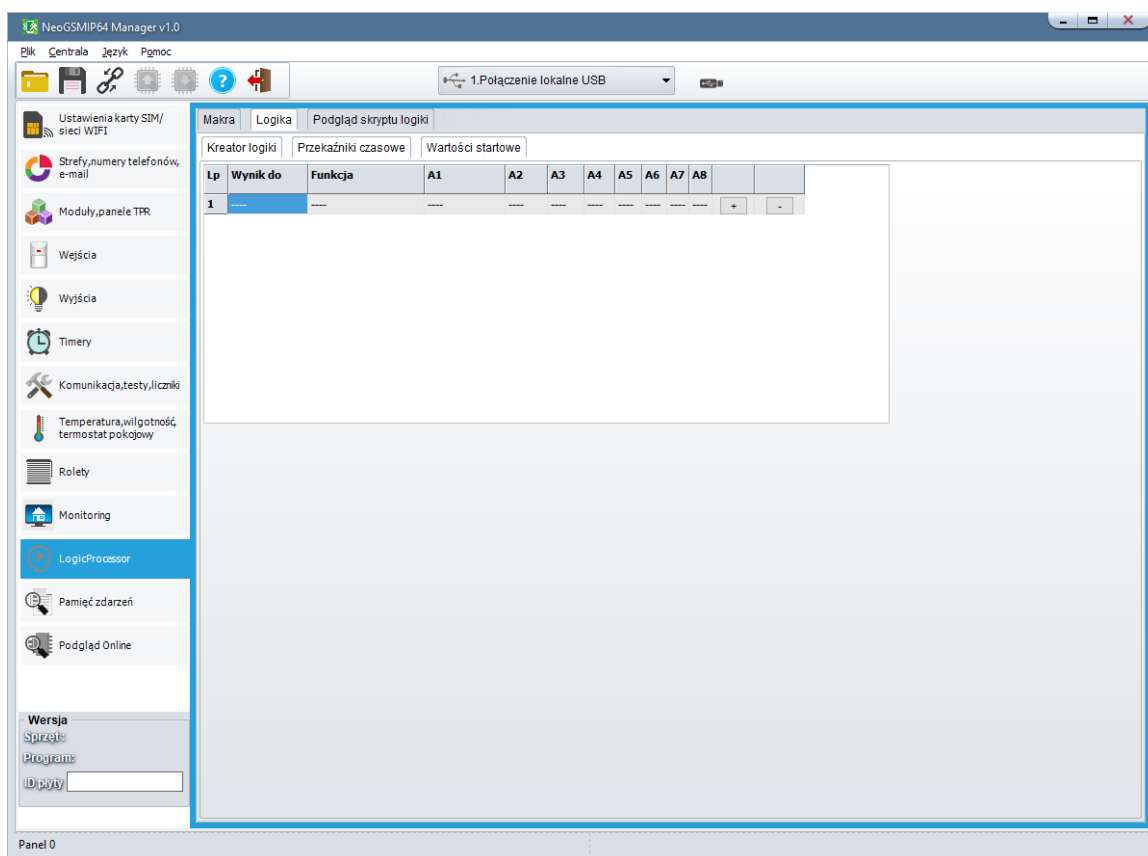 NeoGSMIP64 Manager v1.0
Plik Centrala Język Pomoc
1.Połączenie lokalne USB
Ustawienia karty SIM/
sieci WIFI
Strefy,numery telefonów,
e-mail
Moduły,panele TPR
Wejścia
Wyjścia
Timery
Komunikacja,testy,liczniki
Temperatura,wilgotność,
termostat pokojowy
Rolety
Monitoring
LogicProcessor
Pamięć zdarzeń
Podgląd Online
Makra Logika Podgląd skryptu logiki
Kreator logiki Przekaźniki czasowe Wartości startowe
Lp Wynik do Funkcja A1 A2 A3 A4 A5 A6 A7 A8
1 ---- ---- ---- ---- ---- ---- ---- ---- ---- ---- + -
Wersja
Sprzęt:
Program:
ID płyty
Panel 0